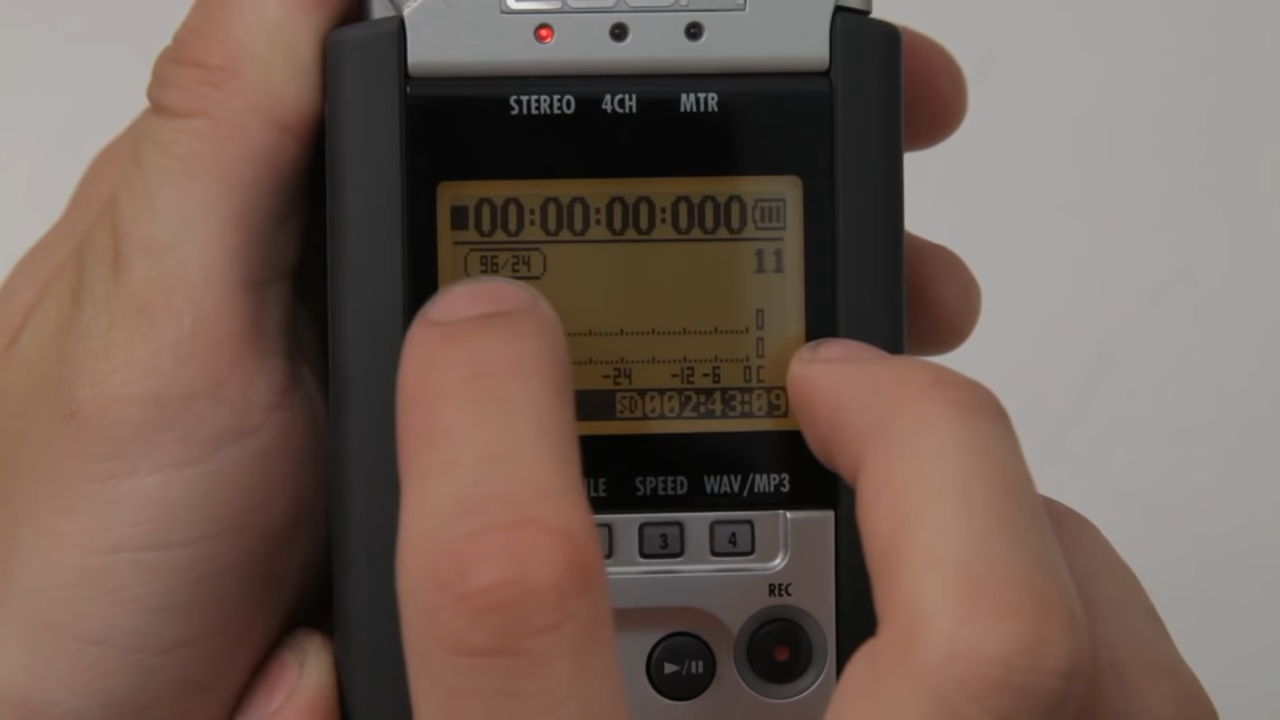 STEREO 4CH MTR
00:00:00:000
96/24 11
0
0
-24 -12 -6 0 C
SD 002:43:09
SPEED WAV/MP3
3 4
REC